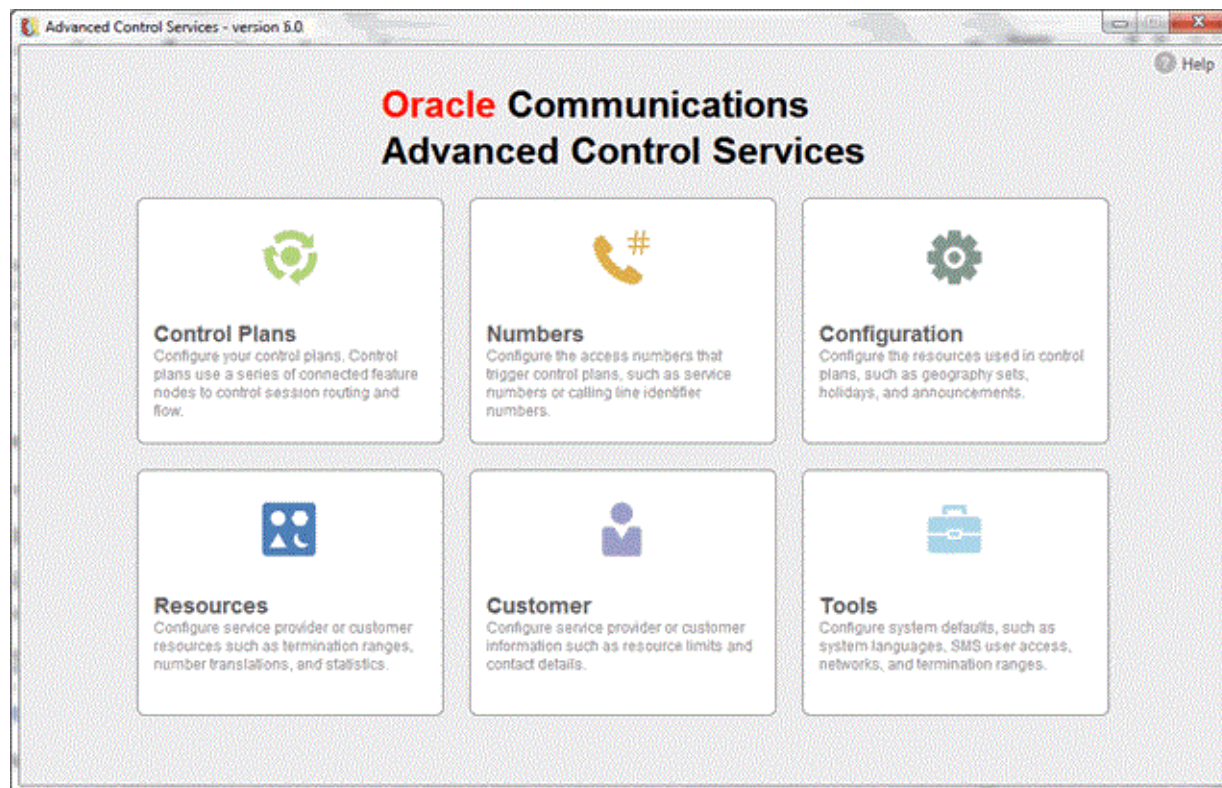 Advanced Control Services - version 6.0
Help
Oracle Communications
Advanced Control Services
Control Plans
Configure your control plans. Control
plans use a series of connected feature
nodes to control session routing and
flow.
Numbers
Configure the access numbers that
trigger control plans, such as service
numbers or calling line identifier
numbers.
Configuration
Configure the resources used in control
plans, such as geography sets,
holidays, and announcements.
Resources
Configure service provider or customer
resources such as termination ranges,
number translations, and statistics.
Customer
Configure service provider or customer
information such as resource limits and
contact details.
Tools
Configure system defaults, such as
system languages, SMS user access,
networks, and termination ranges.